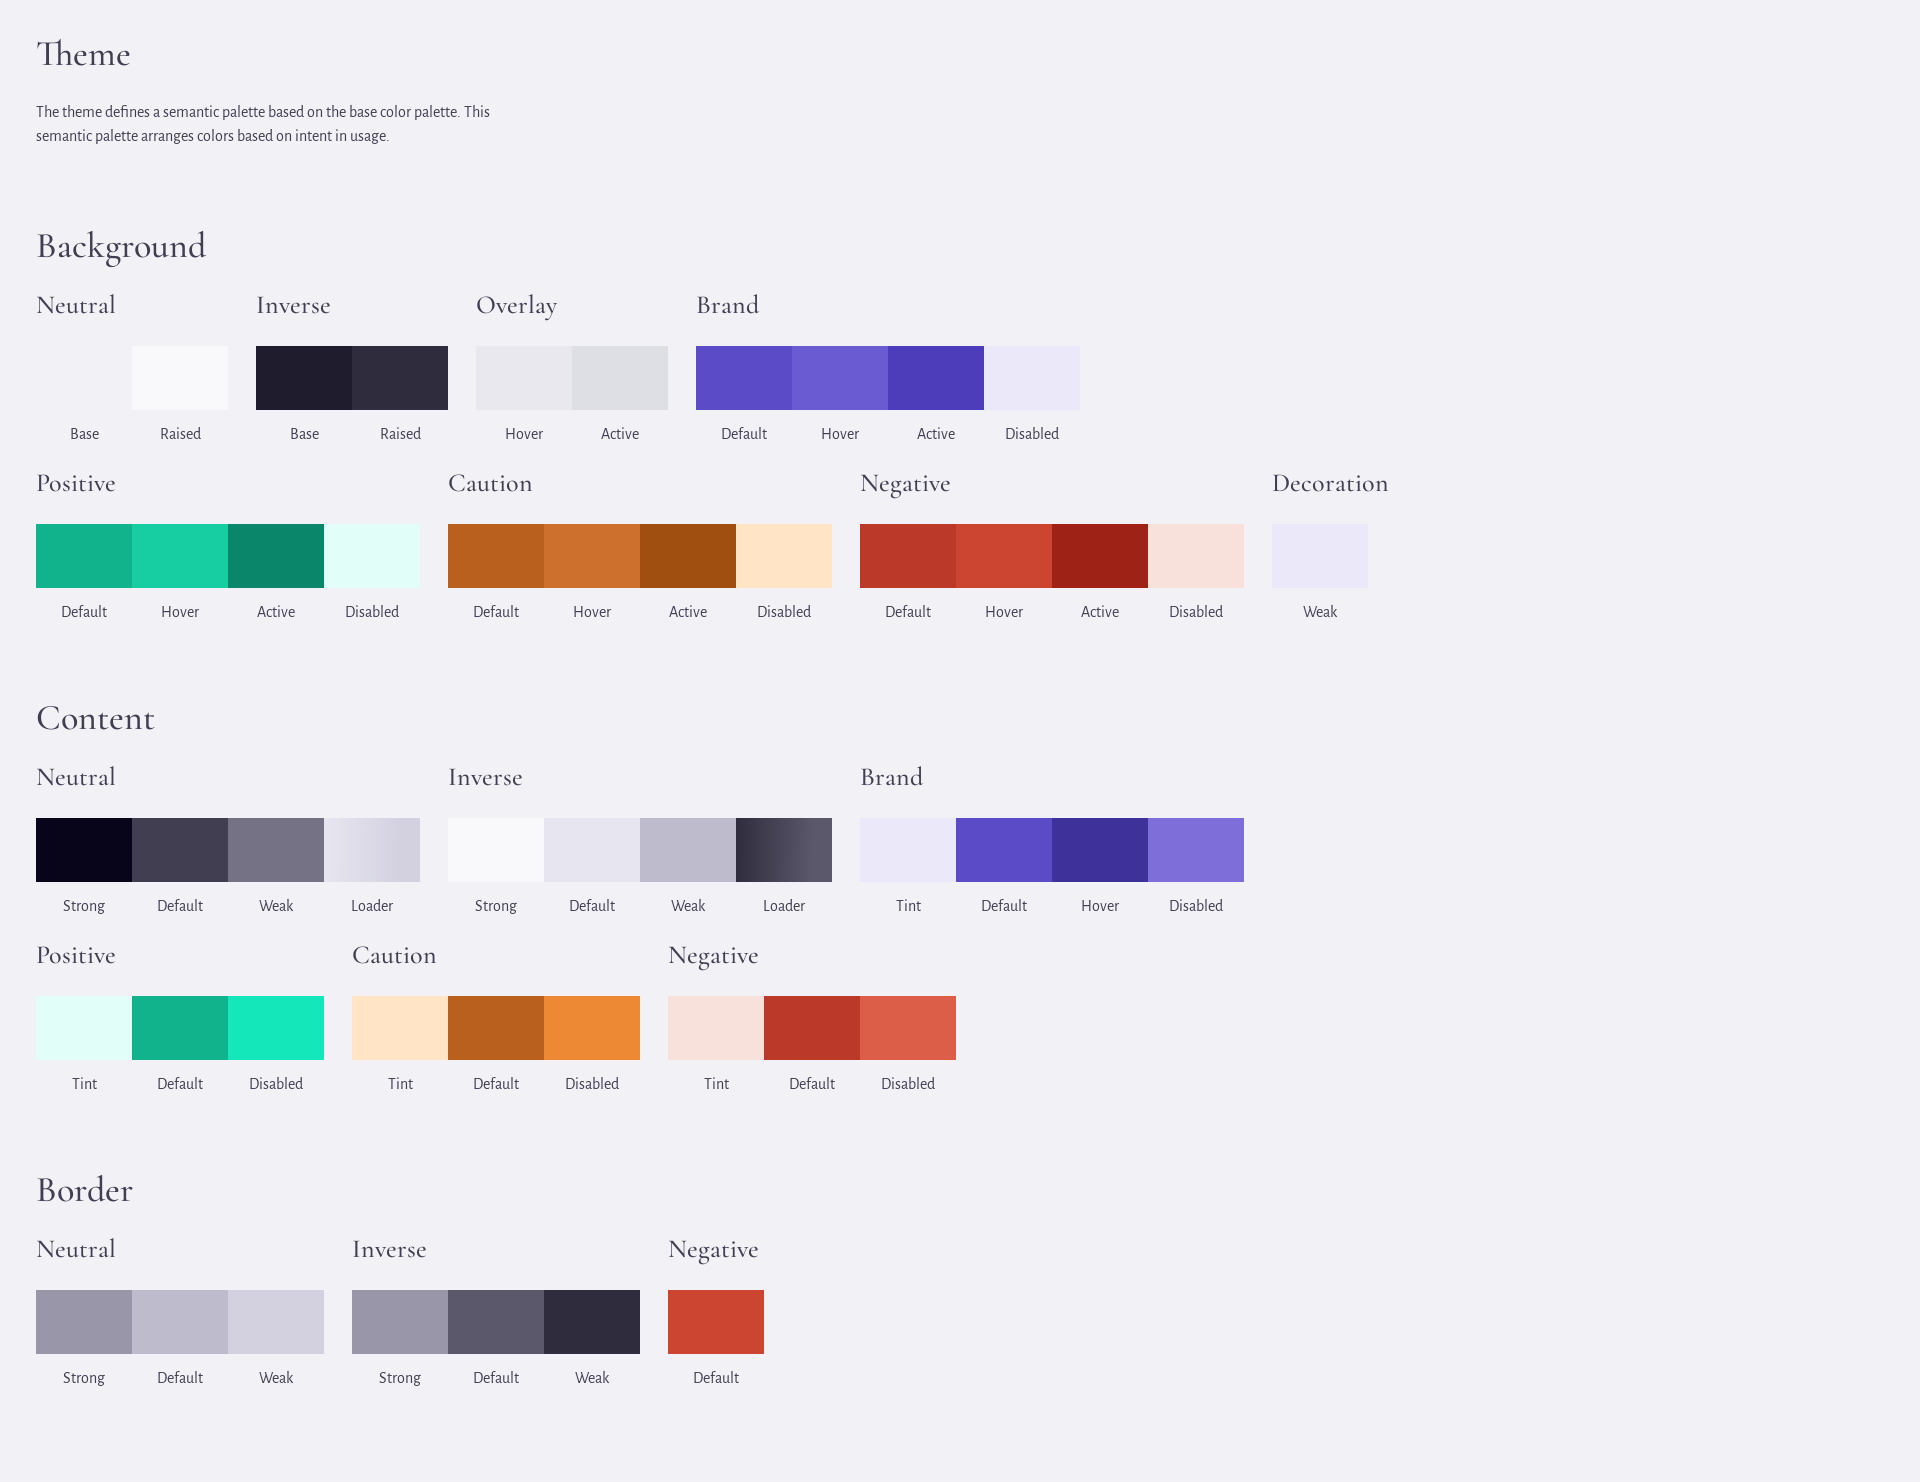 Theme
The theme defines a semantic palette based on the base color palette. This
semantic palette arranges colors based on intent in usage.
Background
Neutral Inverse Overlay Brand
Base Raised Base Raised Hover Active Default Hover Active Disabled
Positive Caution Negative Decoration
Default Hover Active Disabled Default Hover Active Disabled Default Hover Active Disabled Weak
Content
Neutral Inverse Brand
Strong Default Weak Loader Strong Default Weak Loader Tint Default Hover Disabled
Positive Caution Negative
Tint Default Disabled Tint Default Disabled Tint Default Disabled
Border
Neutral Inverse Negative
Strong Default Weak Strong Default Weak Default